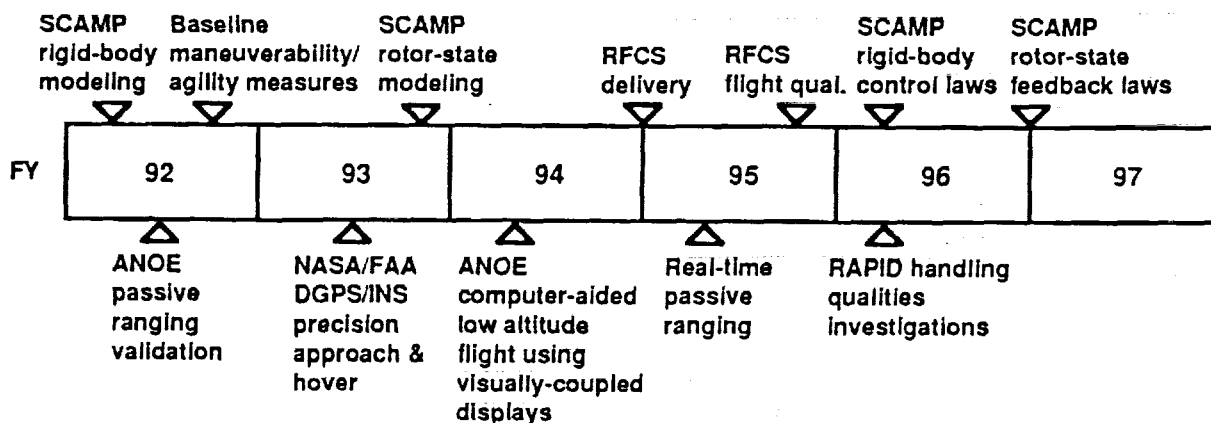 SCAMP
rigid-body
modeling
Baseline
maneuverability/
agility measures
SCAMP
rotor-state
modeling
RFCS
delivery
RFCS
flight qual.
SCAMP
rigid-body
control laws
SCAMP
rotor-state
feedback laws
FY
92
93
94
95
96
97
ANOE
passive
ranging
validation
NASA/FAA
DGPS/INS
precision
approach &
hover
ANOE
computer-aided
low altitude
flight using
visually-coupled
displays
Real-time
passive
ranging
RAPID handling
qualities
investigations